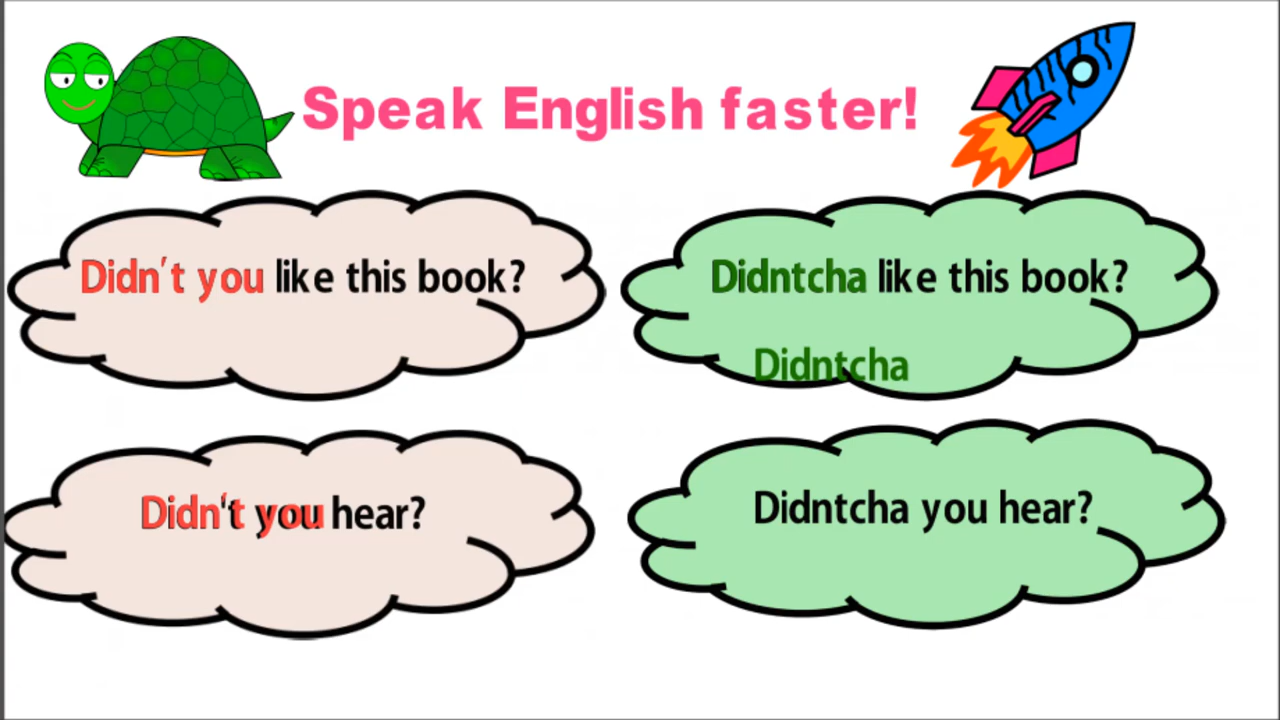 Speak English faster!
Didn't you like this book?
Didntcha like this book?
Didntcha
Didn't you hear?
Didntcha you hear?